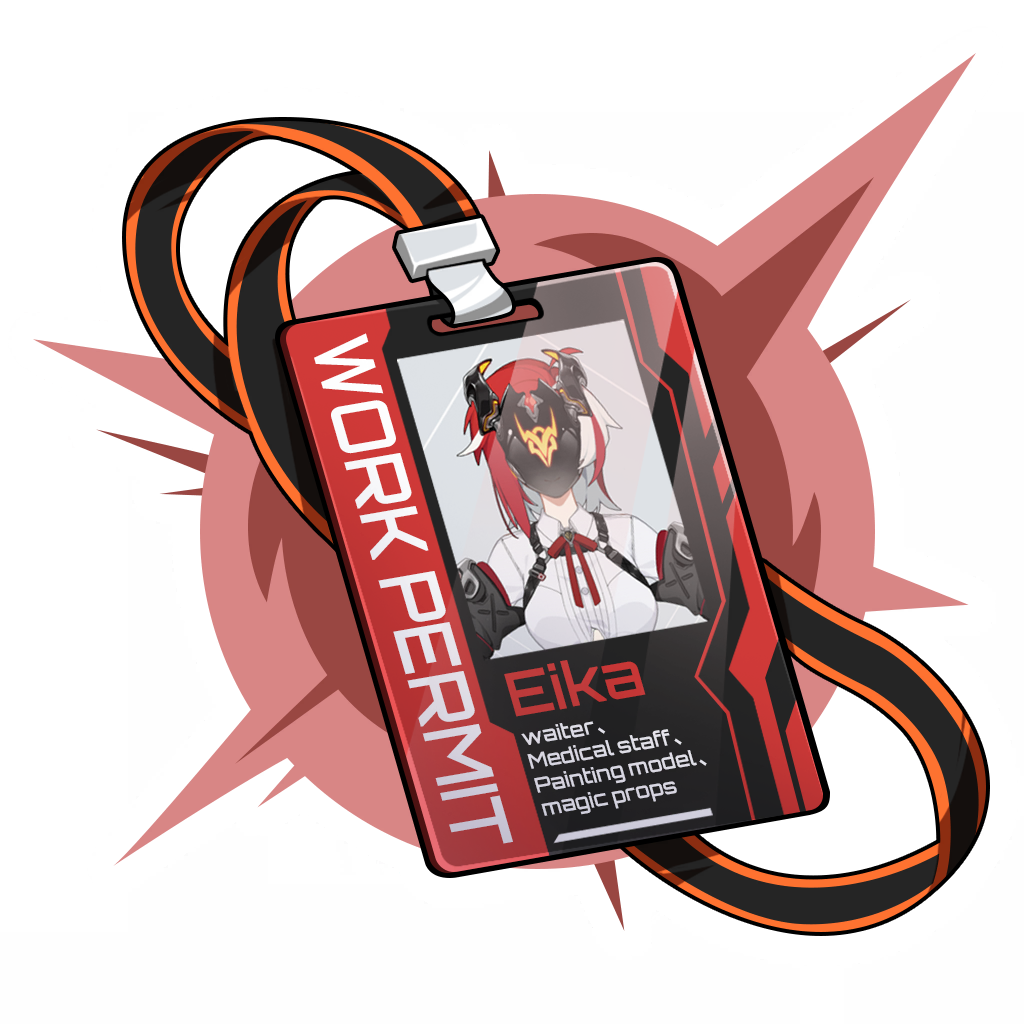 WORK PERMIT
Eika
waiter、
Medical staff、
Painting model、
magic props